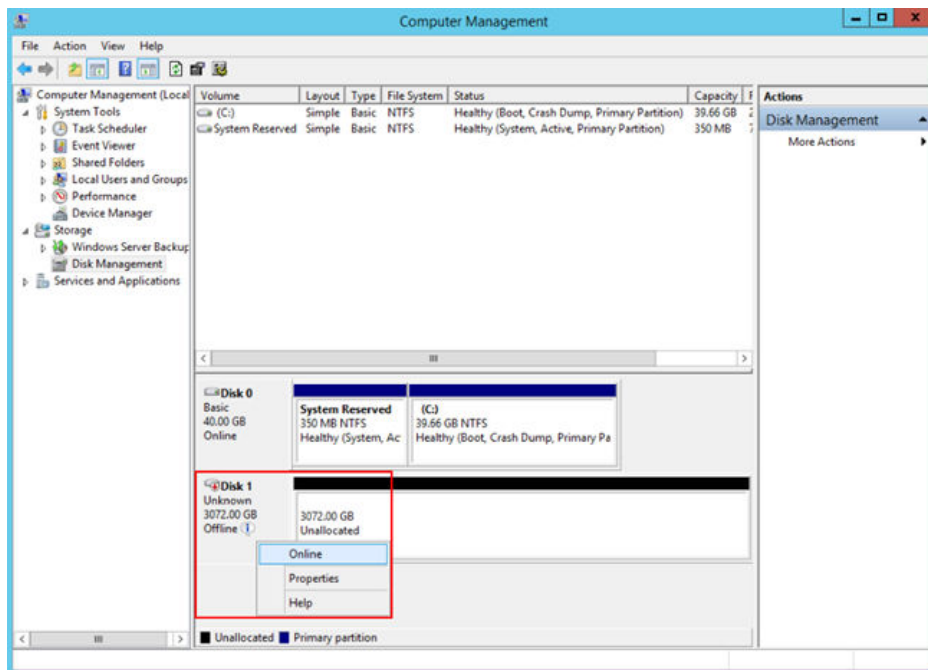 Computer Management
File Action View Help
Computer Management (Local
System Tools
Task Scheduler
Event Viewer
Shared Folders
Local Users and Groups
Performance
Device Manager
Storage
Windows Server Backup
Disk Management
Services and Applications
Volume Layout Type File System Status Capacity F
(C:) Simple Basic NTFS Healthy (Boot, Crash Dump, Primary Partition) 39.66 GB
System Reserved Simple Basic NTFS Healthy (System, Active, Primary Partition) 350 MB
Actions
Disk Management
More Actions
Disk 0
Basic
40.00 GB
Online
System Reserved
350 MB NTFS
Healthy (System, Ac
(C:)
39.66 GB NTFS
Healthy (Boot, Crash Dump, Primary Pa
Disk 1
Unknown
3072.00 GB
Offline
3072.00 GB
Unallocated
Online
Properties
Help
Unallocated Primary partition